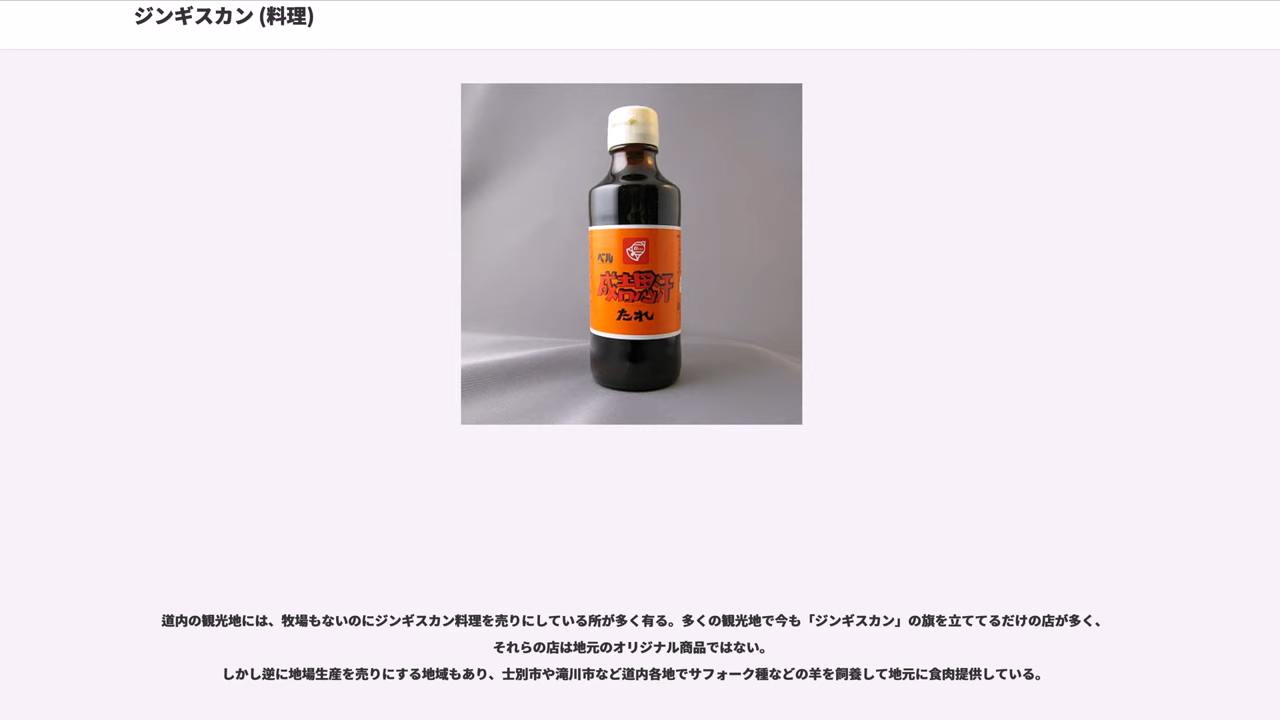 ジンギスカン (料理)
ベル
成吉思汗
たれ
道内の観光地には、牧場もないのにジンギスカン料理を売りにしている所が多く有る。多くの観光地で今も「ジンギスカン」の旗を立ててるだけの店が多く、
それらの店は地元のオリジナル商品ではない。
しかし逆に地場生産を売りにする地域もあり、士別市や滝川市など道内各地でサフォーク種などの羊を飼養して地元に食肉提供している。